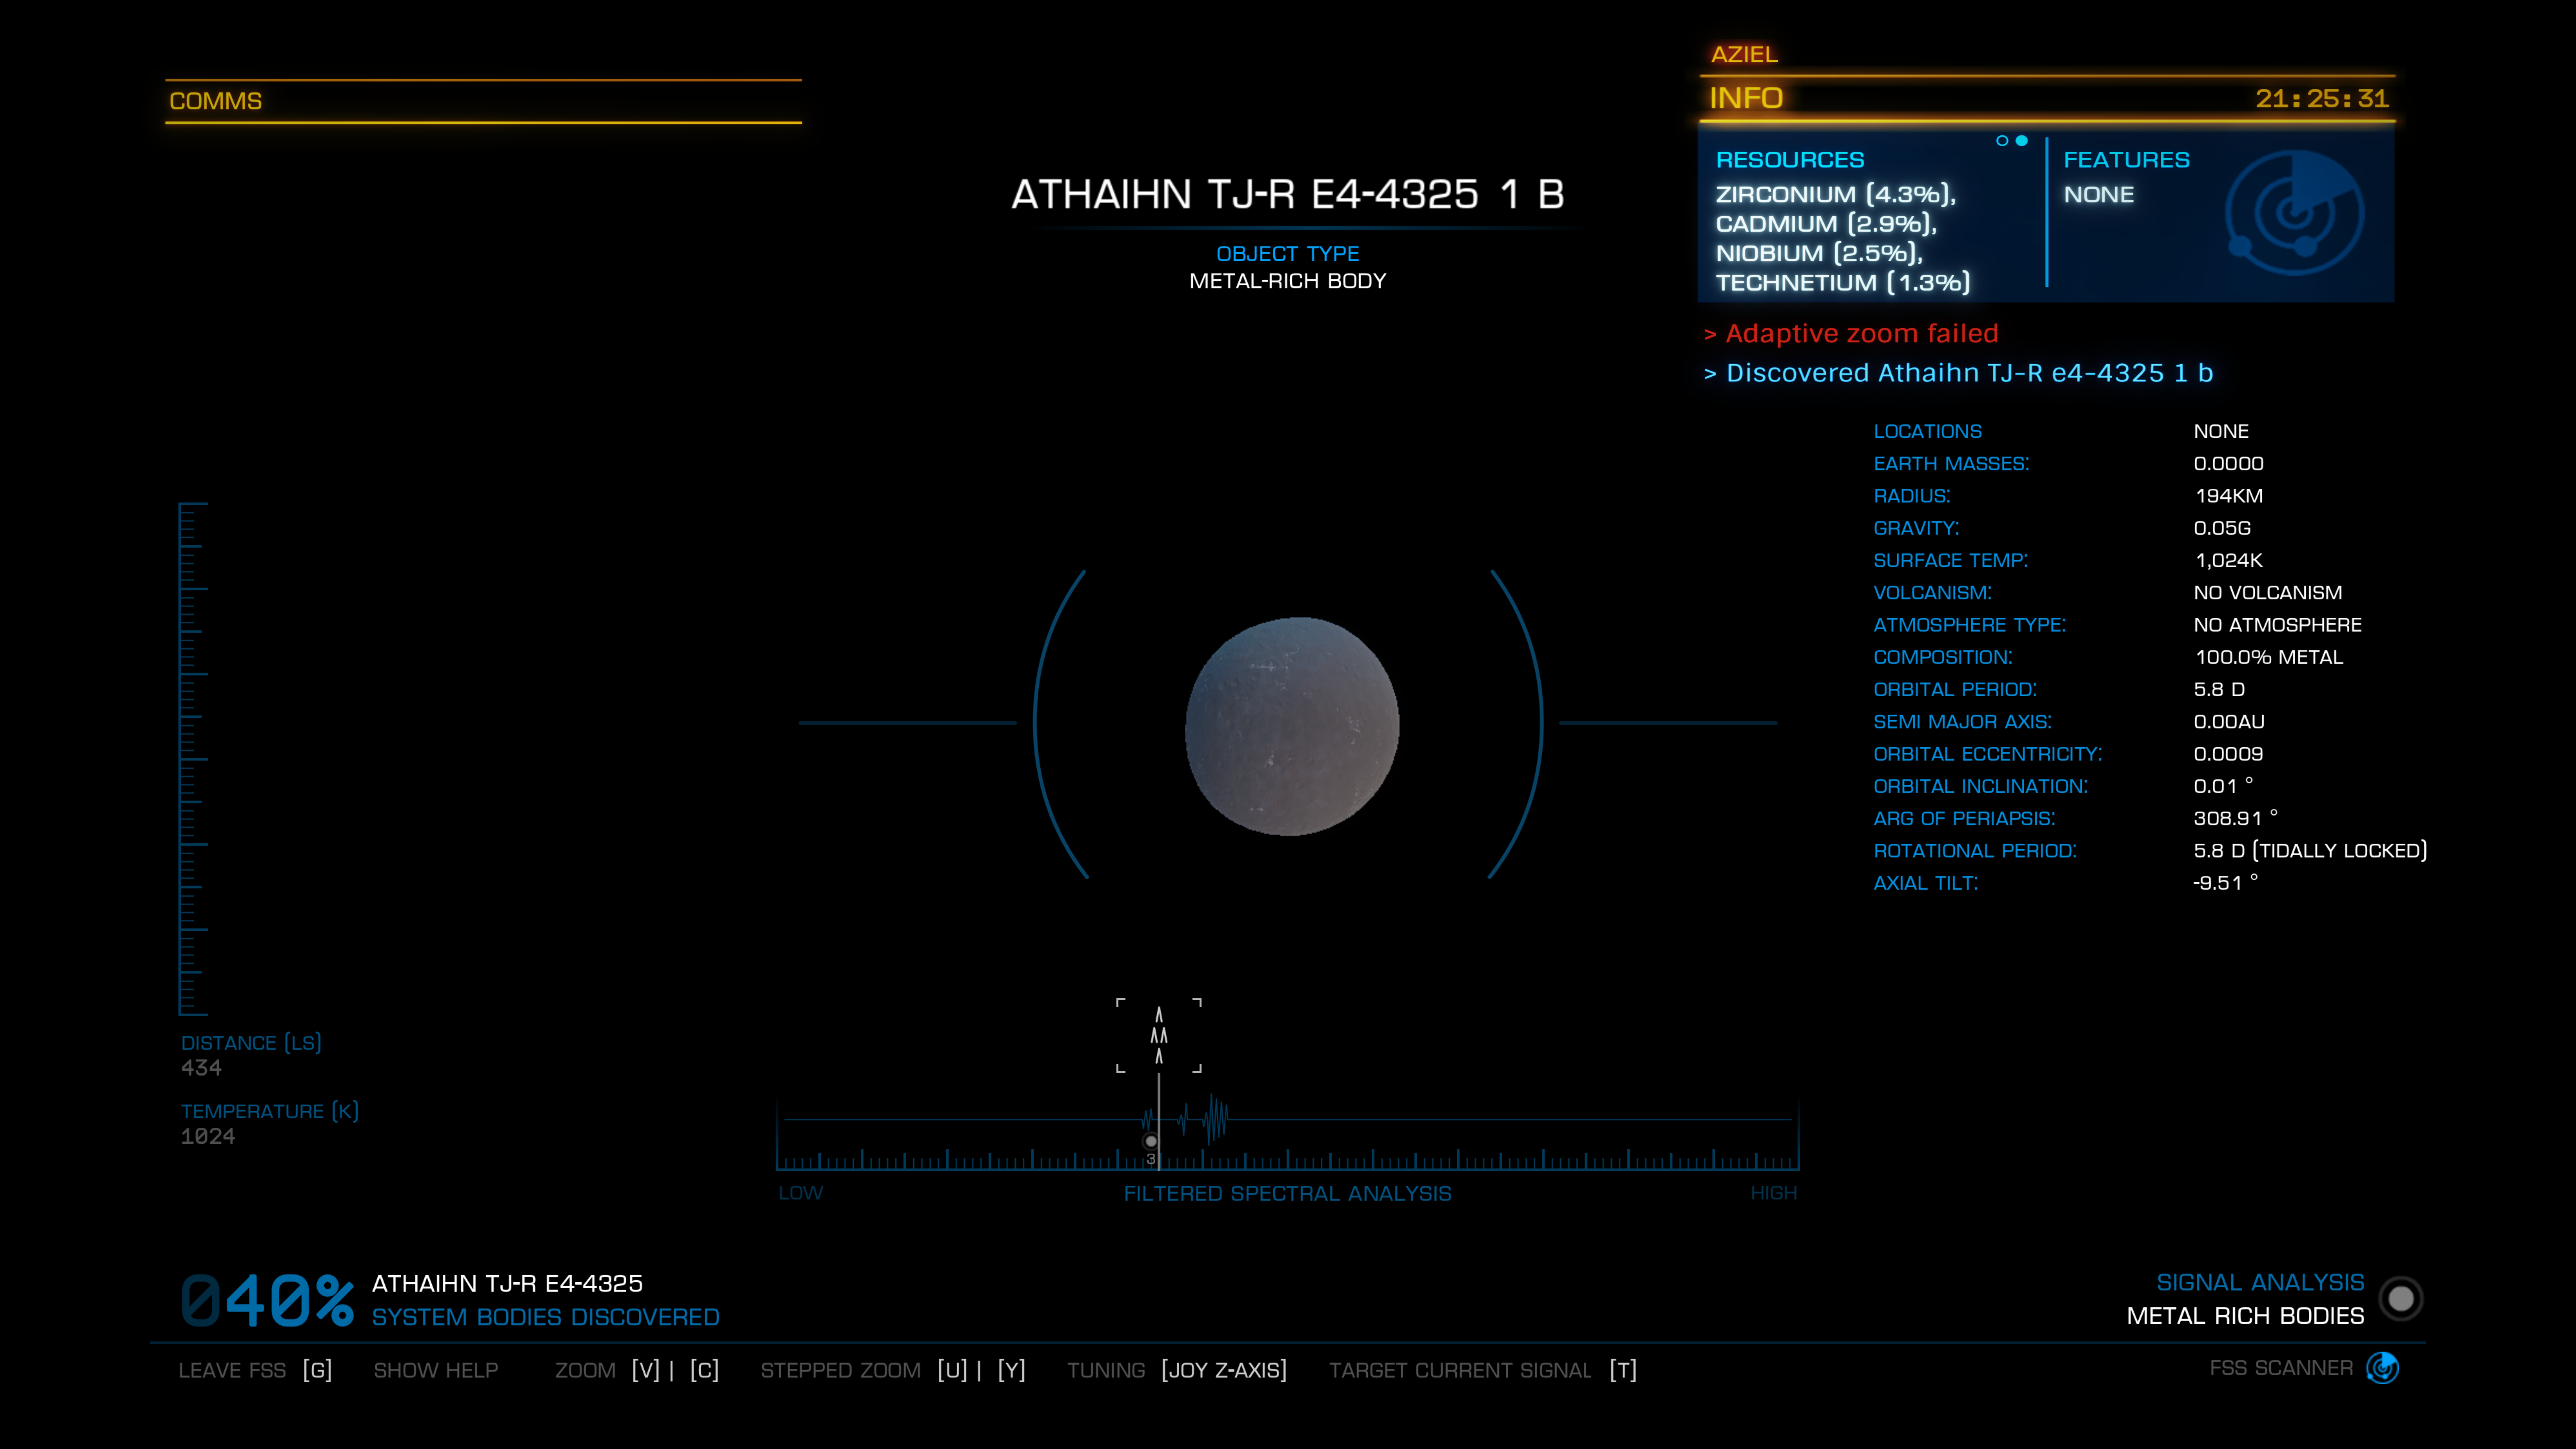 AZIEL
COMMS
INFO 21:25:31
ATHAIHN TJ-R E4-4325 1 B
OBJECT TYPE
METAL-RICH BODY
RESOURCES
ZIRCONIUM (4.3%),
CADMIUM (2.9%),
NIOBIUM (2.5%),
TECHNETIUM (1.3%)
FEATURES
NONE
> Adaptive zoom failed
> Discovered Athaihn TJ-R e4-4325 1 b
LOCATIONS NONE
EARTH MASSES: 0.0000
RADIUS: 194KM
GRAVITY: 0.05G
SURFACE TEMP: 1,024K
VOLCANISM: NO VOLCANISM
ATMOSPHERE TYPE: NO ATMOSPHERE
COMPOSITION: 100.0% METAL
ORBITAL PERIOD: 5.8 D
SEMI MAJOR AXIS: 0.00AU
ORBITAL ECCENTRICITY: 0.0009
ORBITAL INCLINATION: 0.01 °
ARG OF PERIAPSIS: 308.91 °
ROTATIONAL PERIOD: 5.8 D (TIDALLY LOCKED)
AXIAL TILT: -9.51 °
DISTANCE (LS)
434
TEMPERATURE (K)
1024
3
LOW FILTERED SPECTRAL ANALYSIS HIGH
040% ATHAIHN TJ-R E4-4325
SYSTEM BODIES DISCOVERED
SIGNAL ANALYSIS
METAL RICH BODIES
LEAVE FSS [G] SHOW HELP ZOOM [V] | [C] STEPPED ZOOM [U] | [Y] TUNING [JOY Z-AXIS] TARGET CURRENT SIGNAL [T] FSS SCANNER